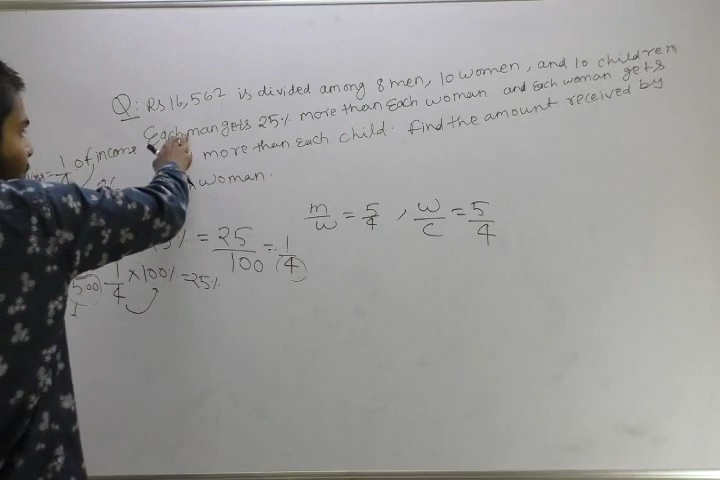 Q: Rs 16,562 is divided among 8 men, 10 women, and 10 children
Each man gets 25% more than Each woman and Each woman gets
more than Each child. find the amount received by
woman.
1/4 of income
% = 25/100 = 1/4
m/w = 5/4 , w/c = 5/4
500 1/4 × 100% = 25%